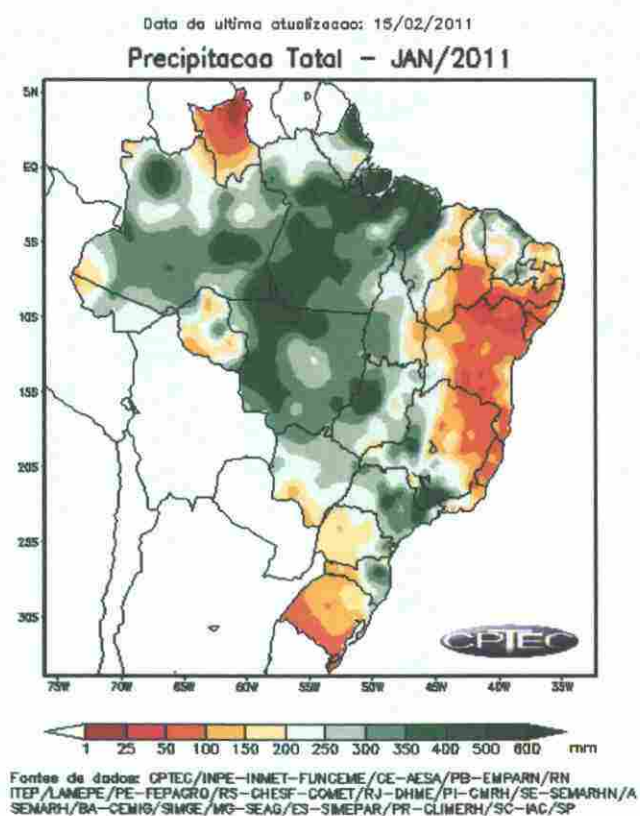 Data da ultima atualizacao: 15/02/2011
Precipitacao Total - JAN/2011
5N
EQ
5S
10S
15S
20S
25S
30S
75W 70W 65W 60W 55W 50W 45W 40W 35W
CPTEC
1 25 50 100 150 200 250 300 350 400 500 600 mm
Fontes de dados: CPTEC/INPE-INMET-FUNCEME/CE-AESA/PB-EMPARN/RN
ITEP/LAMEPE/PE-FEPAGRO/RS-CHESF-COMET/RJ-DHME/PI-CMRH/SE-SEMARHN/A
SEMARH/BA-CEMIG/SIMGE/MG-SEAG/ES-SIMEPAR/PR-CLIMERH/SC-IAC/SP